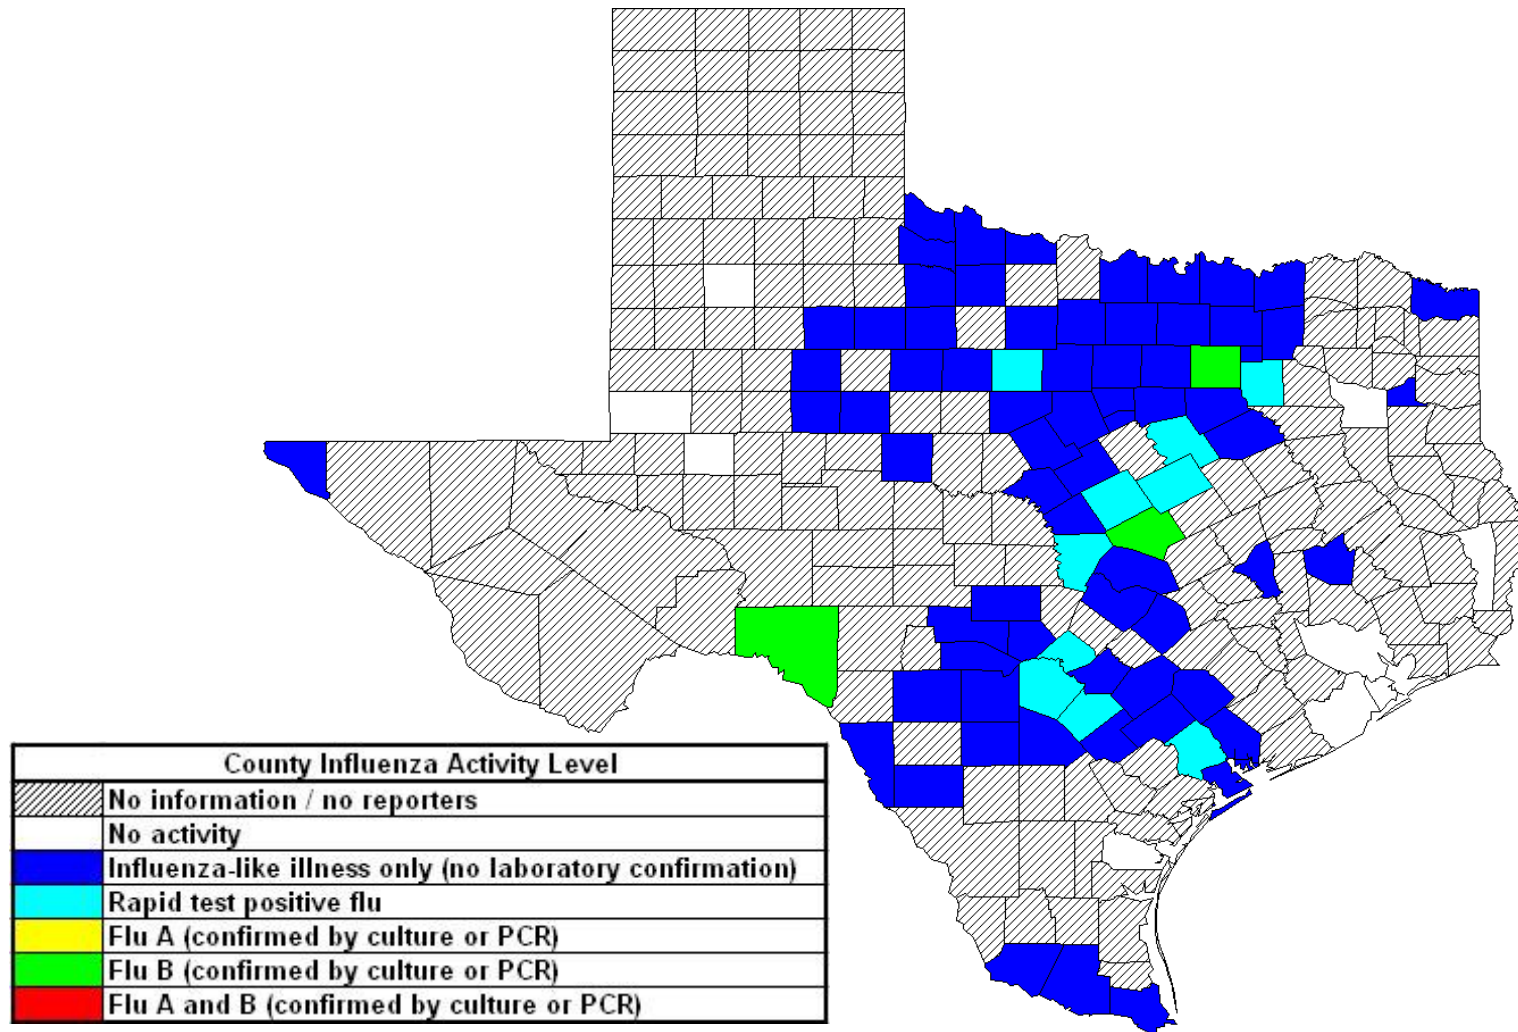 County Influenza Activity Level
No information / no reporters
No activity
Influenza-like illness only (no laboratory confirmation)
Rapid test positive flu
Flu A (confirmed by culture or PCR)
Flu B (confirmed by culture or PCR)
Flu A and B (confirmed by culture or PCR)